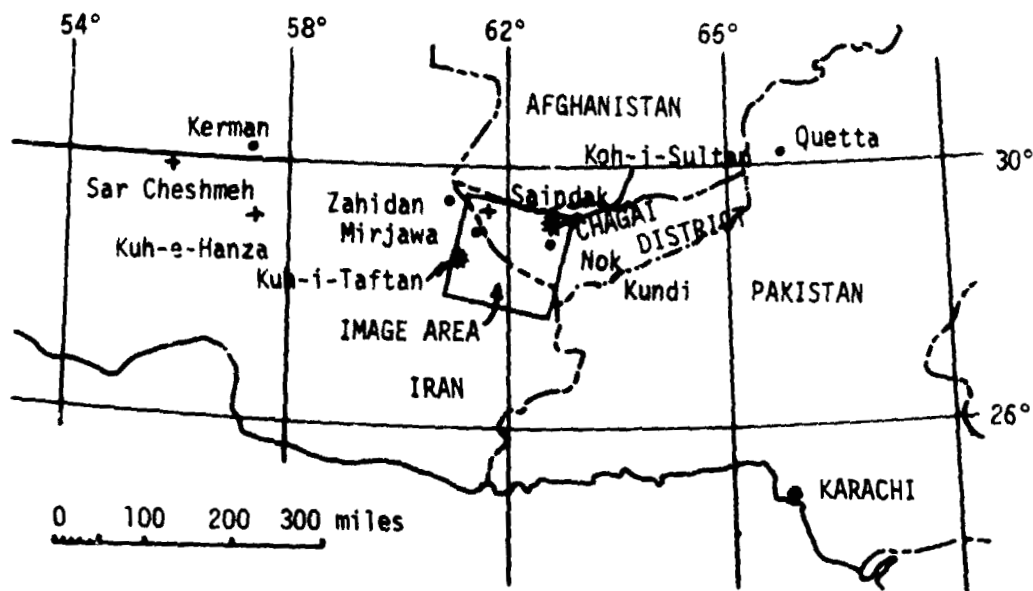 54°
58°
62°
66°
AFGHANISTAN
Kerman
Quetta
Koh-i-Sultan
30°
Sar Cheshmeh
Zahidan
Saindak
Mirjawa
CHAGAI
DISTRICT
Kuh-e-Hanza
Nok
Kundi
Kuh-i-Taftan
PAKISTAN
IMAGE AREA
IRAN
26°
KARACHI
0 100 200 300 miles